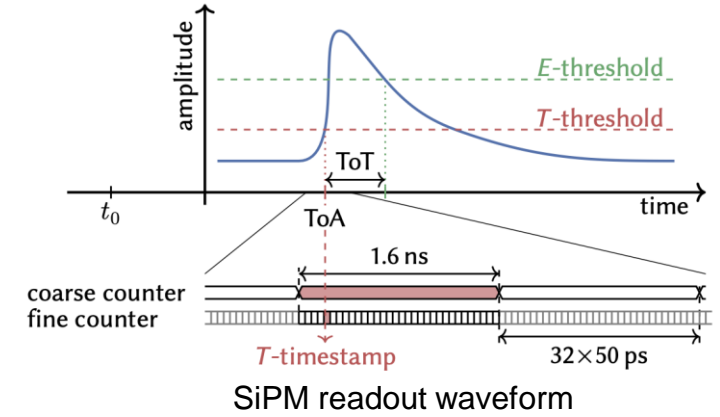 amplitude
E-threshold
T-threshold
ToT
t0
ToA
time
1.6 ns
coarse counter
fine counter
T-timestamp
32×50 ps
SiPM readout waveform